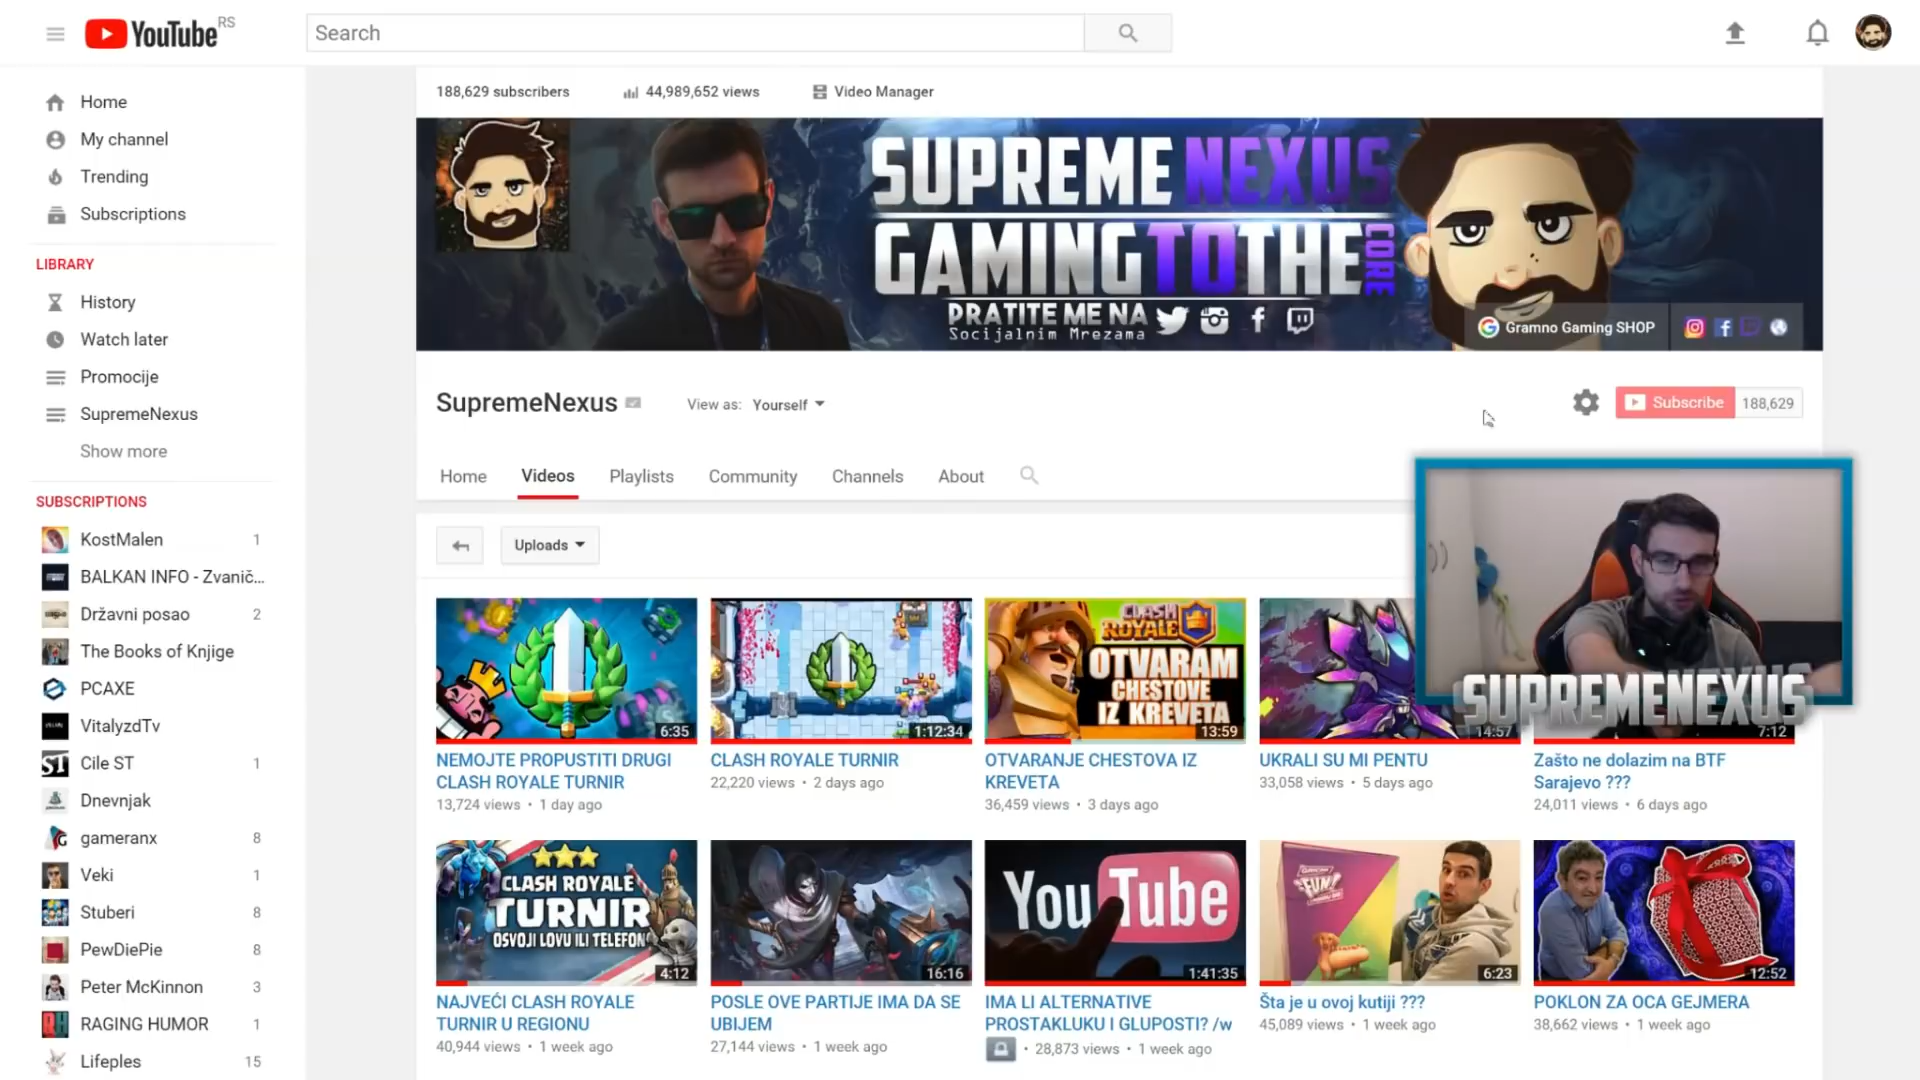 YouTube RS
Search
188,629 subscribers
44,989,652 views
Video Manager
Home
My channel
Trending
Subscriptions
LIBRARY
History
Watch later
Promocije
SupremeNexus
Show more
SUBSCRIPTIONS
KostMalen 1
BALKAN INFO - Zvanič...
Državni posao 2
The Books of Knjige
PCAXE
VitalyzdTv
Cile ST 1
Dnevnjak
gameranx 8
Veki 1
Stuberi 8
PewDiePie 8
Peter McKinnon 3
RAGING HUMOR 1
Lifeples 15
SUPREME NEXUS
GAMING TO THE CORE
PRATITE ME NA
Socijalnim Mrezama
Gramno Gaming SHOP
SupremeNexus
View as: Yourself
Subscribe 188,629
Home
Videos
Playlists
Community
Channels
About
Uploads
SUPREMENEXUS
6:35
NEMOJTE PROPUSTITI DRUGI
CLASH ROYALE TURNIR
13,724 views • 1 day ago
1:12:34
CLASH ROYALE TURNIR
22,220 views • 2 days ago
CLASH
ROYALE
OTVARAM
CHESTOVE
IZ KREVETA
13:59
OTVARANJE CHESTOVA IZ
KREVETA
36,459 views • 3 days ago
14:57
UKRALI SU MI PENTU
33,058 views • 5 days ago
7:12
Zašto ne dolazim na BTF
Sarajevo ???
24,011 views • 6 days ago
CLASH ROYALE
TURNIR
OSVOJI LOVU ILI TELEFON
4:12
NAJVEĆI CLASH ROYALE
TURNIR U REGIONU
40,944 views • 1 week ago
16:16
POSLE OVE PARTIJE IMA DA SE
UBIJEM
27,144 views • 1 week ago
YouTube
1:41:35
IMA LI ALTERNATIVE
PROSTAKLUKU I GLUPOSTI? /w
• 28,873 views • 1 week ago
FUN!
6:23
Šta je u ovoj kutiji ???
45,089 views • 1 week ago
12:52
POKLON ZA OCA GEJMERA
38,662 views • 1 week ago